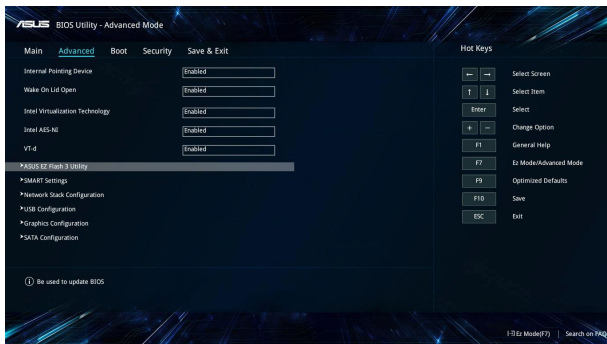 ASUS BIOS Utility - Advanced Mode
Main Advanced Boot Security Save & Exit
Internal Pointing Device Enabled
Wake On Lid Open Enabled
Intel Virtualization Technology Enabled
Intel AES-NI Enabled
VT-d Enabled
ASUS EZ Flash 3 Utility
SMART Settings
Network Stack Configuration
USB Configuration
Graphics Configuration
SATA Configuration
Be used to update BIOS
Hot Keys
← → Select Screen
↑ ↓ Select Item
Enter Select
+ - Change Option
F1 General Help
F7 Ez Mode/Advanced Mode
F9 Optimized Defaults
F10 Save
ESC Exit
Ez Mode(F7) | Search on FAQ